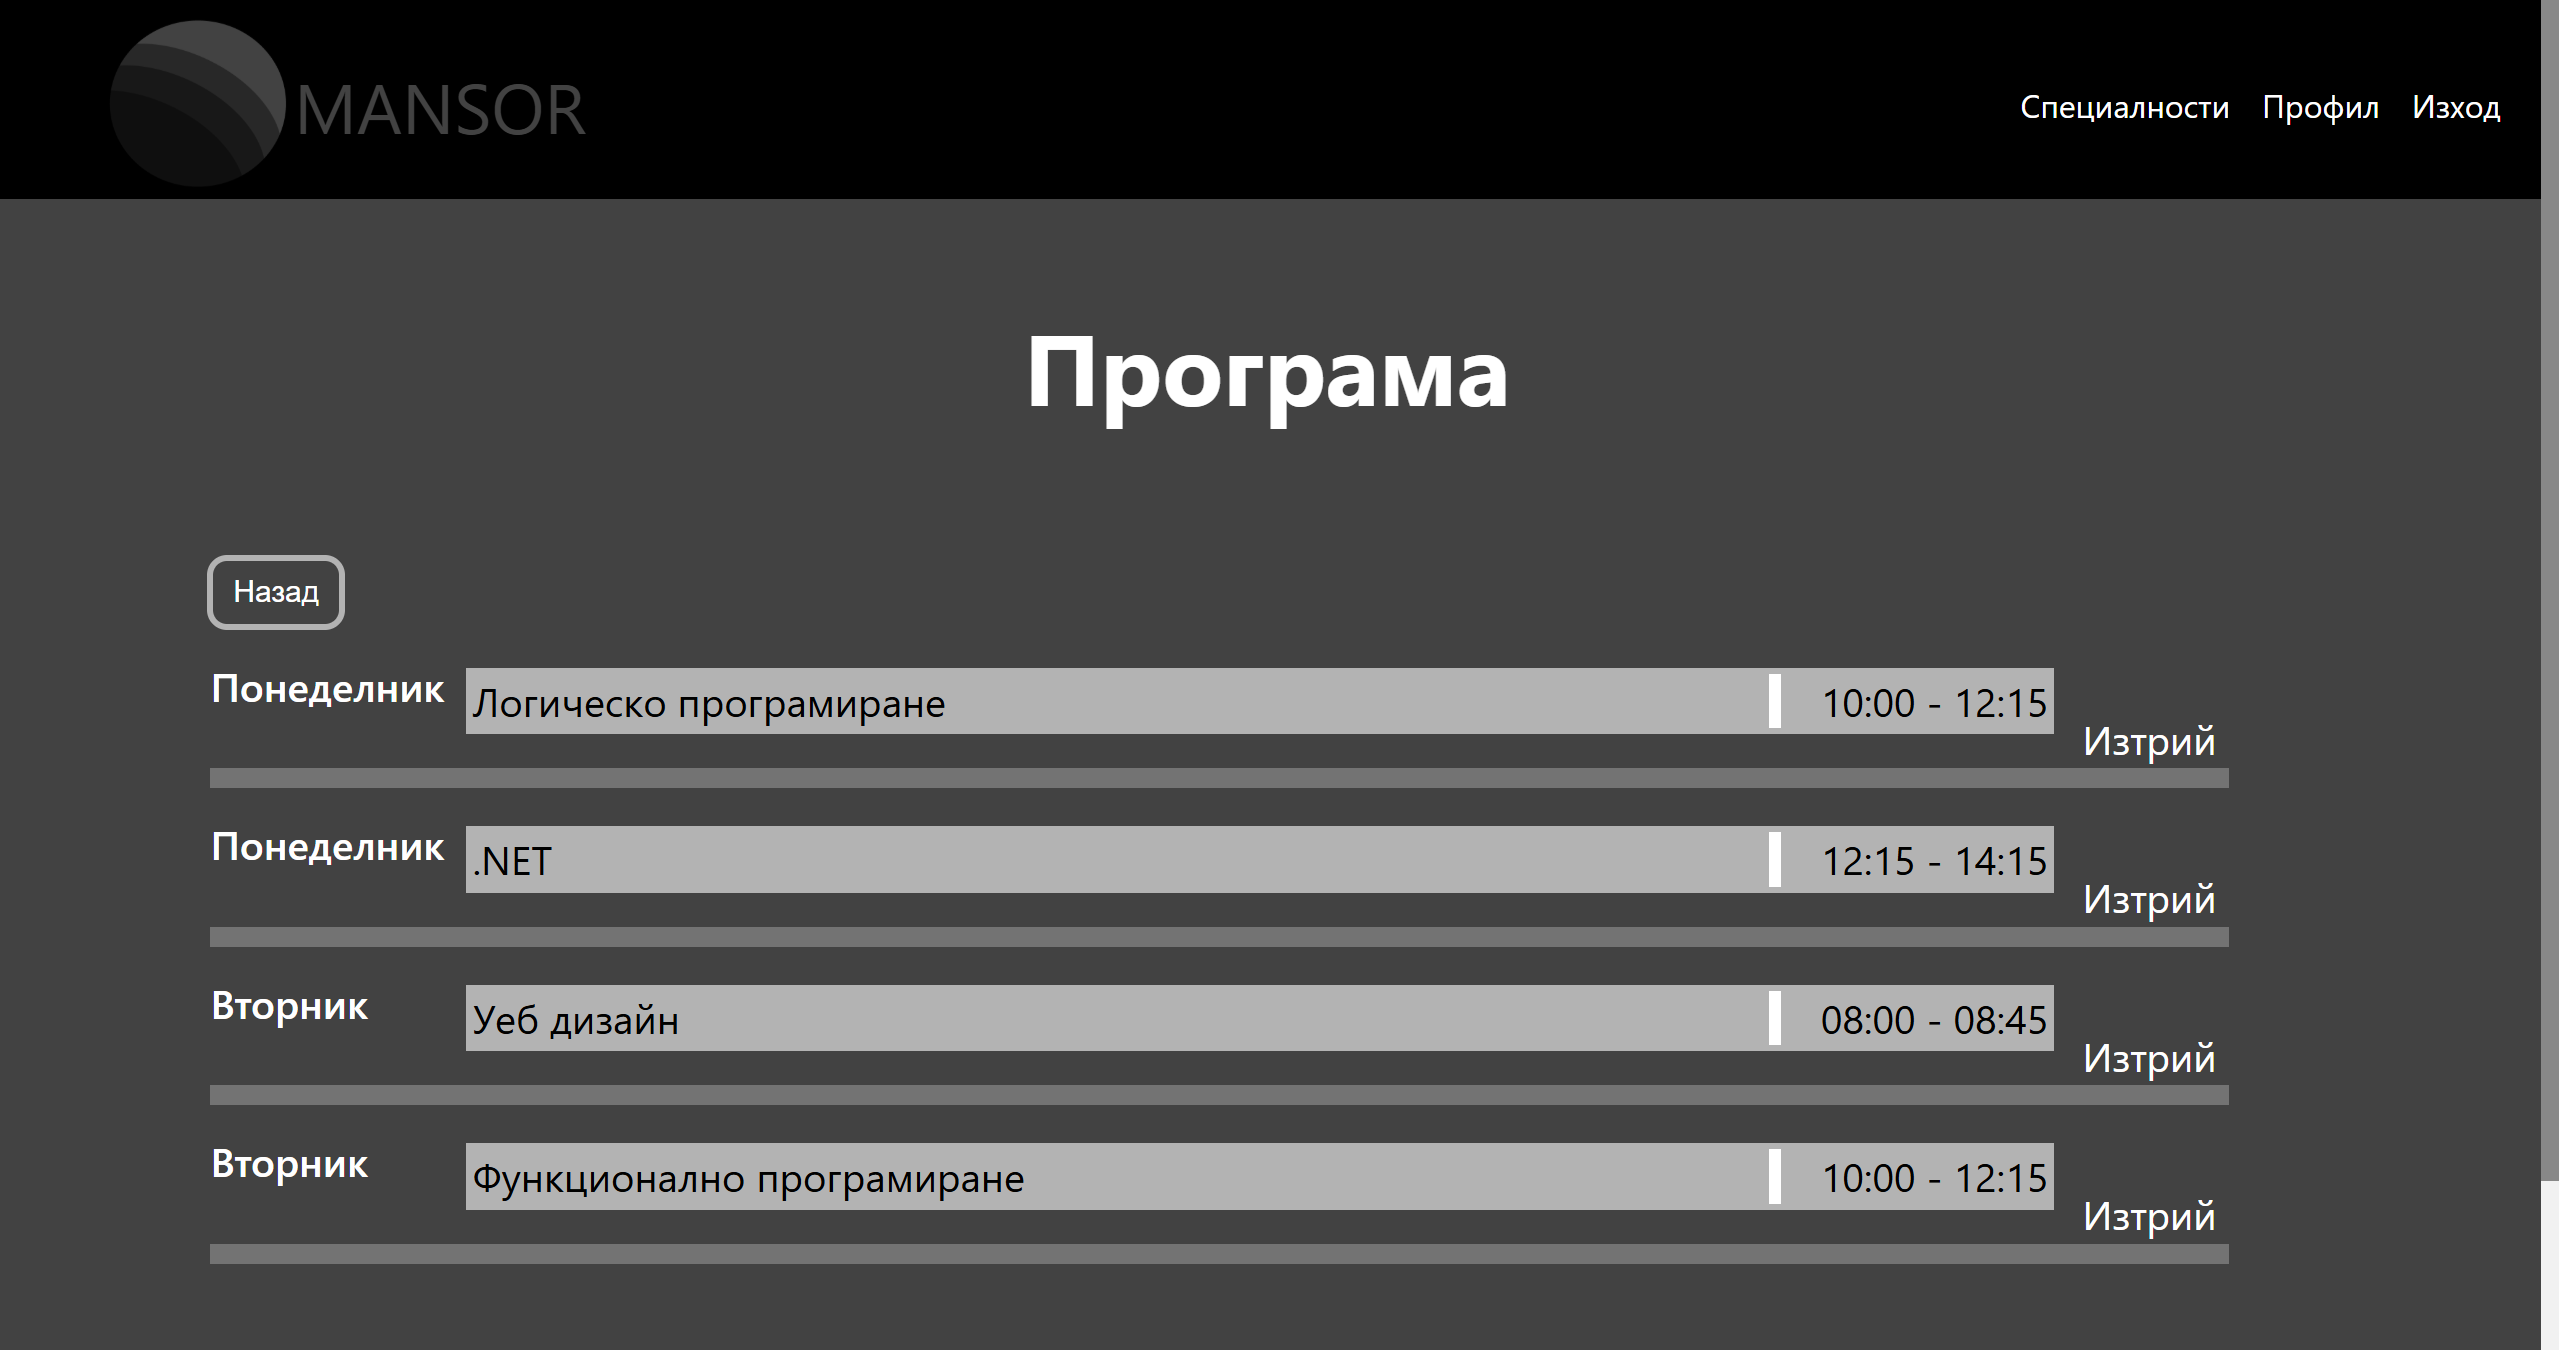 MANSOR
Специалности Профил Изход
Програма
Назад
Понеделник Логическо програмиране 10:00 - 12:15
Изтрий
Понеделник .NET 12:15 - 14:15
Изтрий
Вторник Уеб дизайн 08:00 - 08:45
Изтрий
Вторник Функционално програмиране 10:00 - 12:15
Изтрий